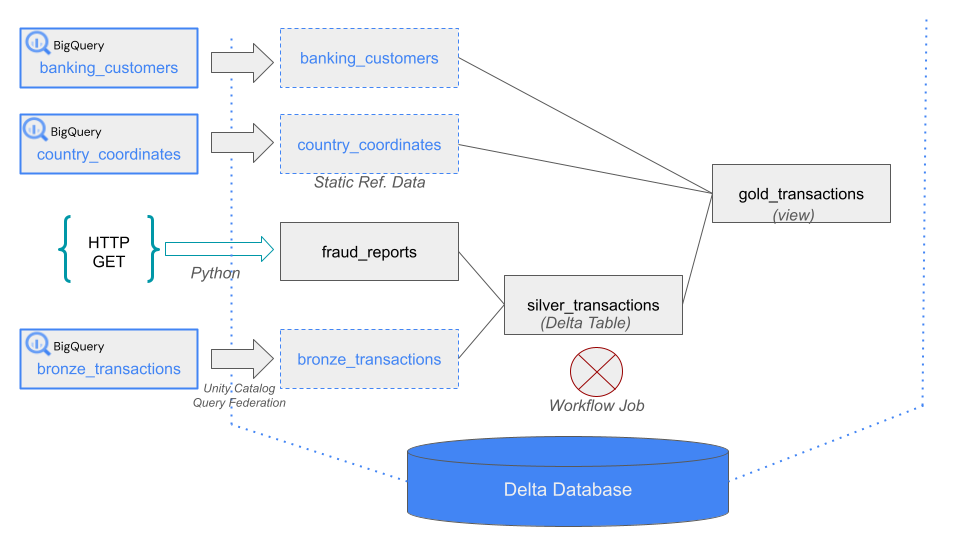 BigQuery
banking_customers
banking_customers
BigQuery
country_coordinates
country_coordinates
Static Ref. Data
gold_transactions
(view)
HTTP
GET
Python
fraud_reports
silver_transactions
(Delta Table)
BigQuery
bronze_transactions
bronze_transactions
Unity Catalog
Query Federation
Workflow Job
Delta Database